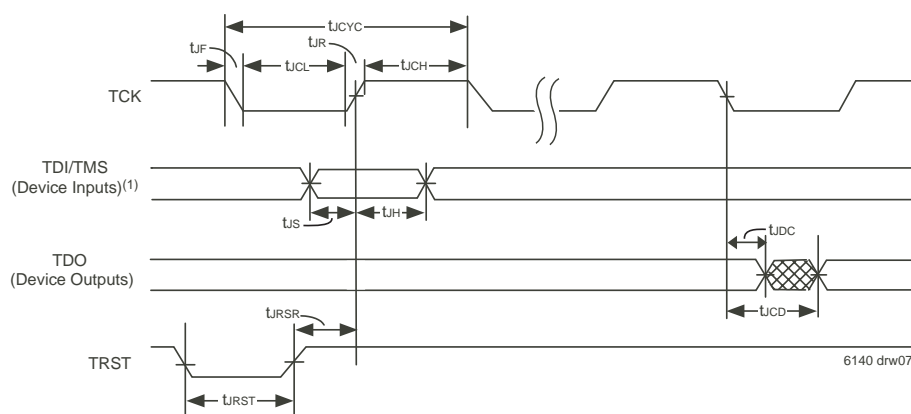 tJCYC
tJF
tJR
tJCL
tJCH
TCK
TDI/TMS
(Device Inputs)(1)
tJS
tJH
tJDC
TDO
(Device Outputs)
tJRSR
tJCD
TRST
6140 drw07
tJRST